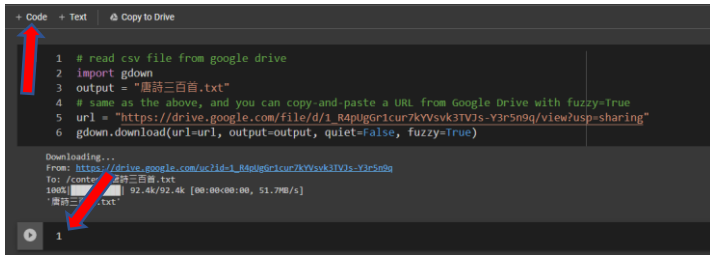 + Code + Text Copy to Drive
1 # read csv file from google drive
2 import gdown
3 output = "唐詩三百首.txt"
4 # same as the above, and you can copy-and-paste a URL from Google Drive with fuzzy=True
5 url = "https://drive.google.com/file/d/1_R4pUgGr1cur7kYVsvk3TVJs-Y3r5n9q/view?usp=sharing"
6 gdown.download(url=url, output=output, quiet=False, fuzzy=True)
Downloading...
From: https://drive.google.com/uc?id=1_R4pUgGr1cur7kYVsvk3TVJs-Y3r5n9q
To: /conten 詩三百首.txt
100% 92.4k/92.4k [00:00<00:00, 51.7MB/s]
'唐詩三 .txt'
1